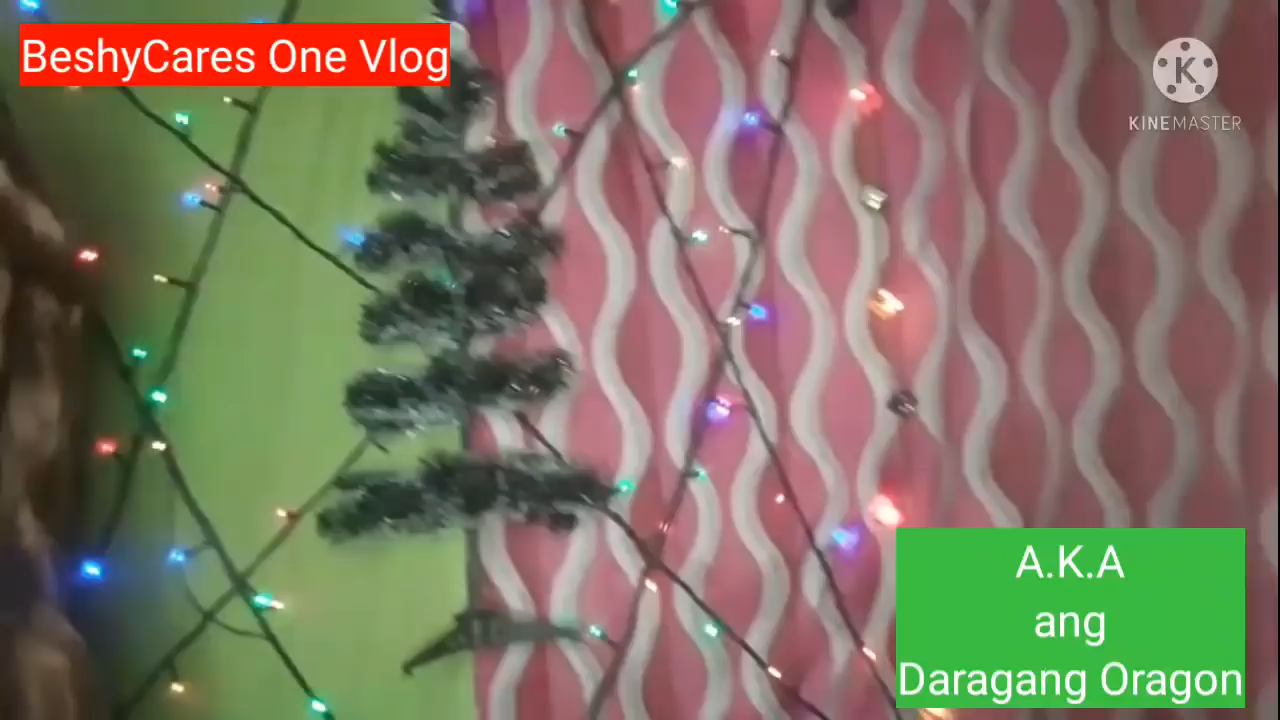 BeshyCares One Vlog
K
KINEMASTER
A.K.A
ang
Daragang Oragon